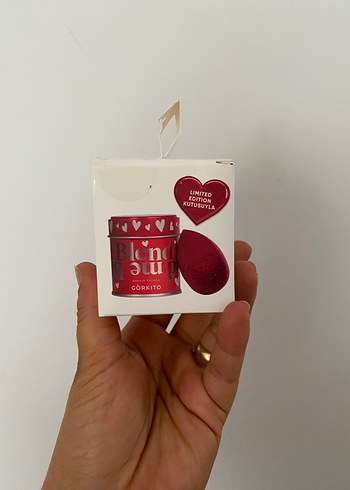 LIMITED
EDITION
KUTUSUYLA
Blend
me
GÖRKITO